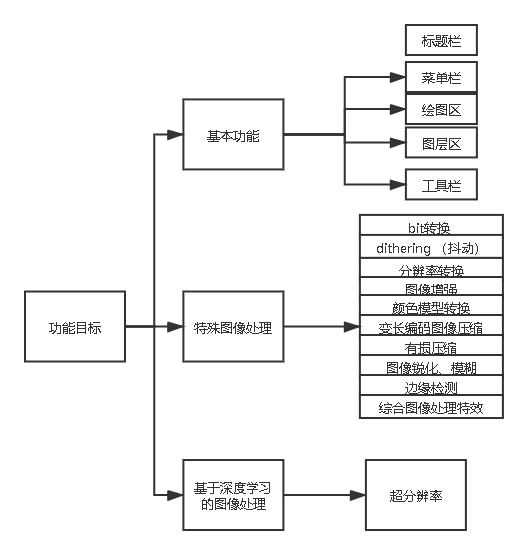 标题栏
菜单栏
绘图区
图层区
工具栏
基本功能
bit转换
dithering （抖动）
分辨率转换
图像增强
颜色模型转换
变长编码图像压缩
有损压缩
图像锐化、模糊
边缘检测
综合图像处理特效
功能目标
特殊图像处理
基于深度学习
的图像处理
超分辨率